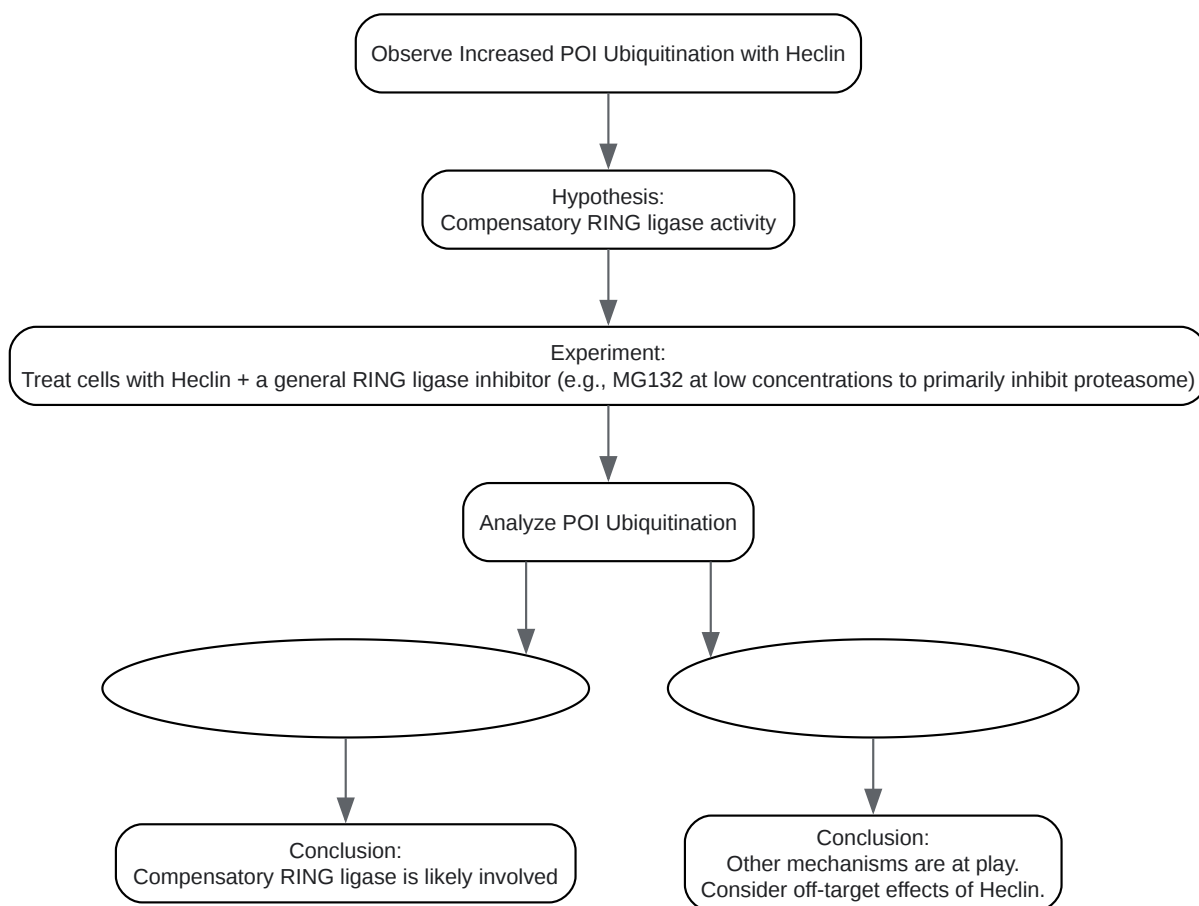 Observe Increased POI Ubiquitination with Heclin
Hypothesis:
Compensatory RING ligase activity
Experiment:
Treat cells with Heclin + a general RING ligase inhibitor (e.g., MG132 at low concentrations to primarily inhibit proteasome)
Analyze POI Ubiquitination
Conclusion:
Compensatory RING ligase is likely involved
Conclusion:
Other mechanisms are at play.
Consider off-target effects of Heclin.